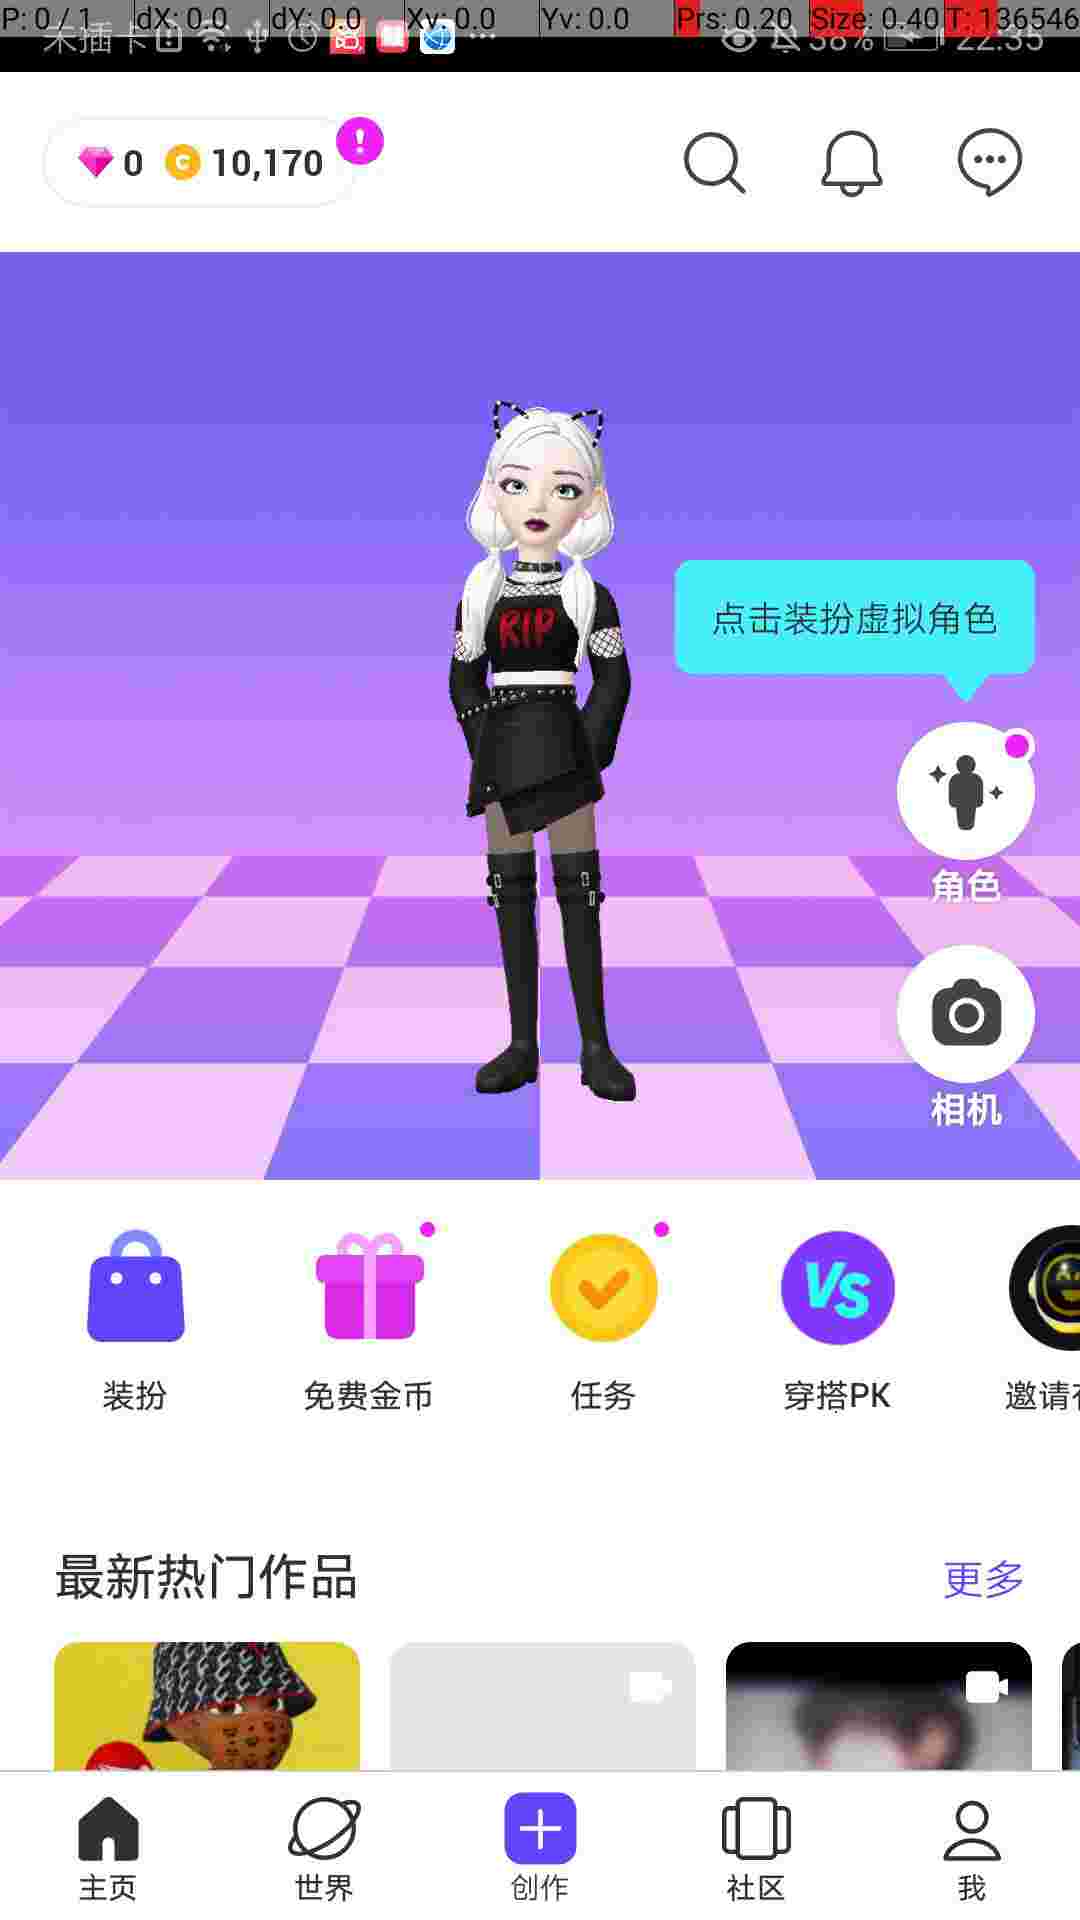 P: 0 / 1 dX: 0.0 dY: 0.0 Xv: 0.0 Yv: 0.0 Prs: 0.20 Size: 0.40 T: 136546
未插卡 38% 22:35
0 C 10,170 !
RIP
点击装扮虚拟角色
角色
相机
VS
装扮 免费金币 任务 穿搭PK 邀请
最新热门作品 更多
主页 世界 创作 社区 我